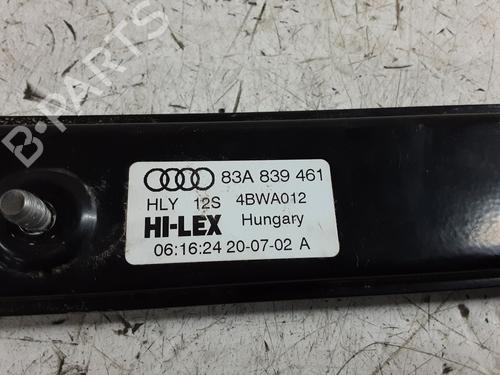 B-PARTS
83A 839 461
HLY 12S 4BWA012
HI-LEX Hungary
06:16:24 20-07-02 A